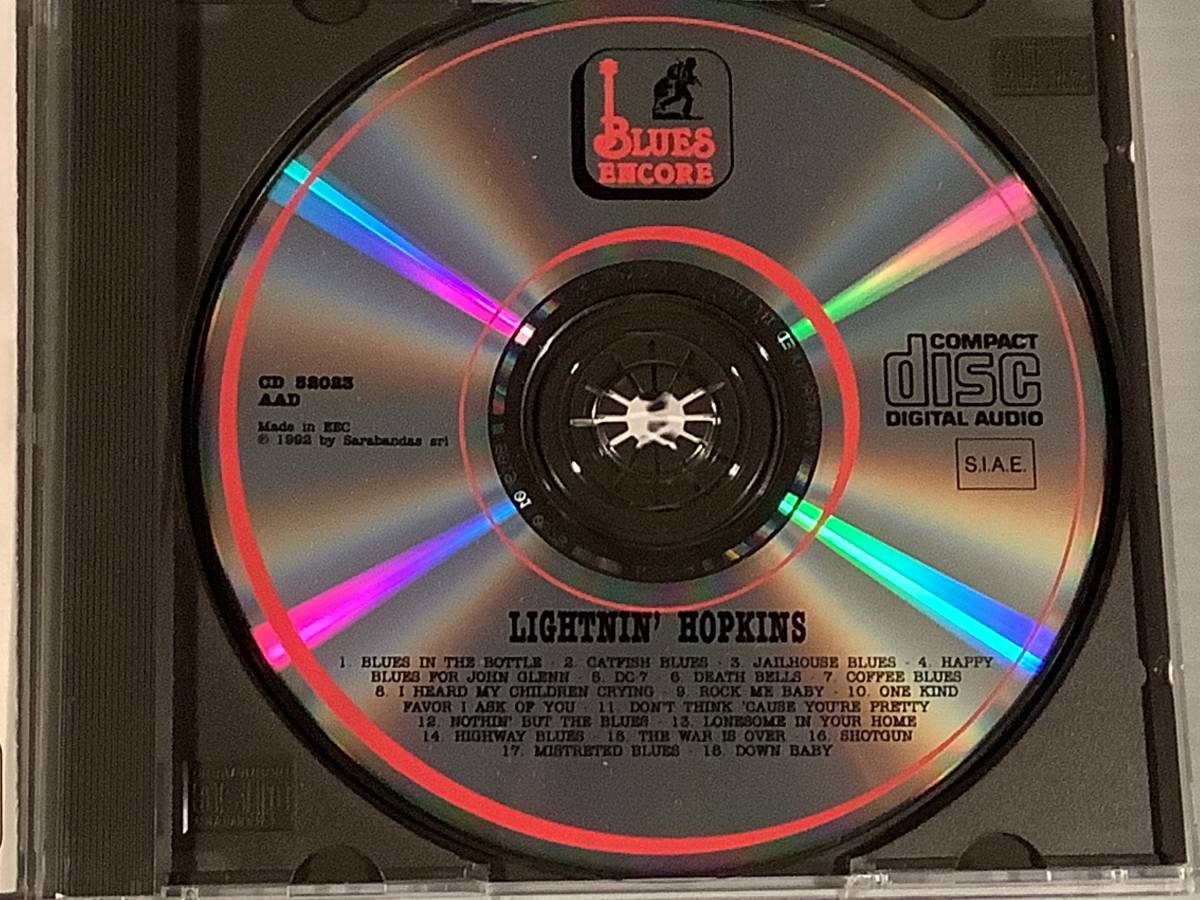 BLUES
ENCORE
CD 52023
AAD
Made in EEC
℗ 1992 by Sarabandas srl
COMPACT
disc
DIGITAL AUDIO
S.I.A.E.
LIGHTNIN' HOPKINS
1. BLUES IN THE BOTTLE · 2. CATFISH BLUES · 3. JAILHOUSE BLUES · 4. HAPPY
BLUES FOR JOHN GLENN · 5. DC-7 · 6. DEATH BELLS · 7. COFFEE BLUES
8. I HEARD MY CHILDREN CRYING · 9. ROCK ME BABY · 10. ONE KIND
FAVOR I ASK OF YOU · 11. DON'T THINK 'CAUSE YOU'RE PRETTY
12. NOTHIN' BUT THE BLUES · 13. LONESOME IN YOUR HOME
14. HIGHWAY BLUES · 15. THE WAR IS OVER · 16. SHOTGUN
17. MISTRETED BLUES · 18. DOWN BABY